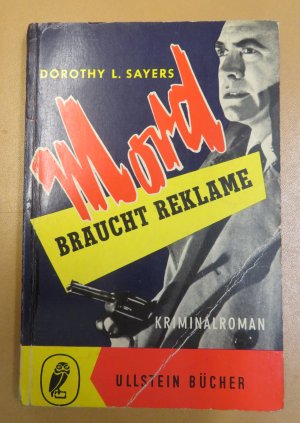 DOROTHY L. SAYERS
Mord
BRAUCHT REKLAME
KRIMINALROMAN
ULLSTEIN BÜCHER